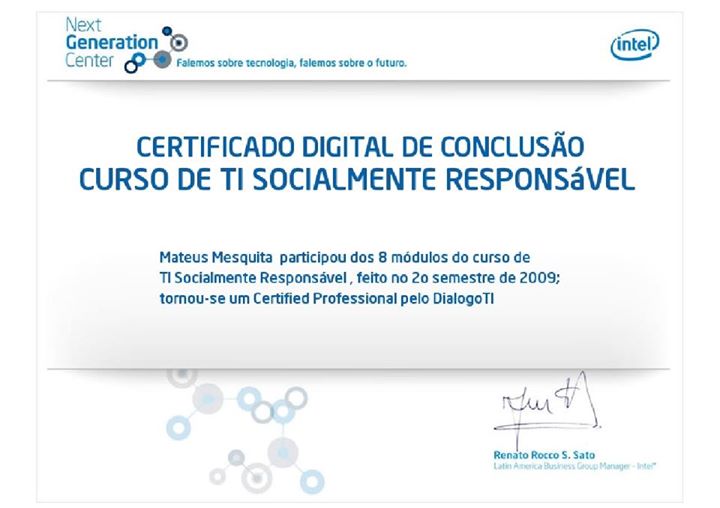 Next
Generation
Center
Falemos sobre tecnologia, falemos sobre o futuro.
intel
CERTIFICADO DIGITAL DE CONCLUSÃO
CURSO DE TI SOCIALMENTE RESPONSáVEL
Mateus Mesquita participou dos 8 módulos do curso de
TI Socialmente Responsável , feito no 2o semestre de 2009;
tornou-se um Certified Professional pelo DialogoTI
Renato Rocco S. Sato
Latin America Business Group Manager - Intel®